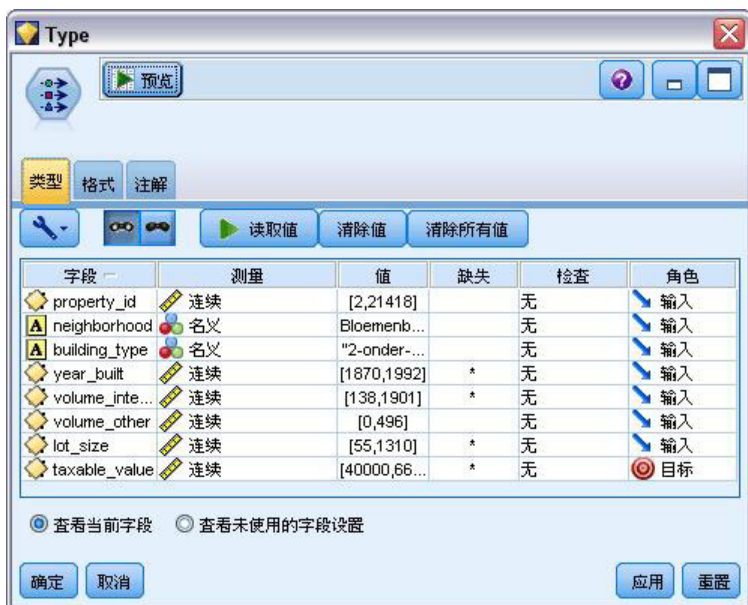 Type
预览
类型 格式 注解
读取值 清除值 清除所有值
字段 测量 值 缺失 检查 角色
property_id 连续 [2,21418] 无 输入
A neighborhood 名义 Bloemenb... 无 输入
A building_type 名义 "2-onder-... 无 输入
year_built 连续 [1870,1992] * 无 输入
volume_inte... 连续 [138,1901] * 无 输入
volume_other 连续 [0,496] 无 输入
lot_size 连续 [55,1310] * 无 输入
taxable_value 连续 [40000,66... * 无 目标
查看当前字段 查看未使用的字段设置
确定 取消 应用 重置